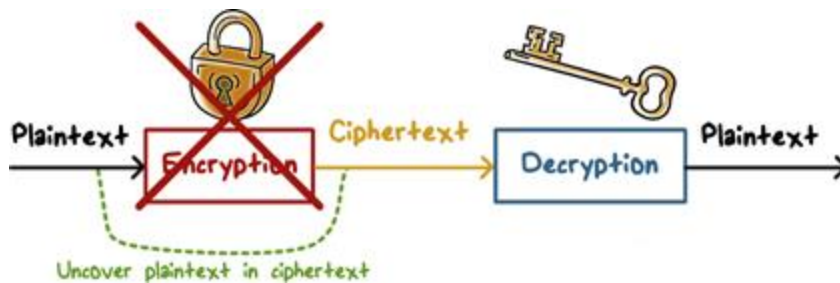 Plaintext
Encryption
Ciphertext
Decryption
Plaintext
Uncover plaintext in ciphertext